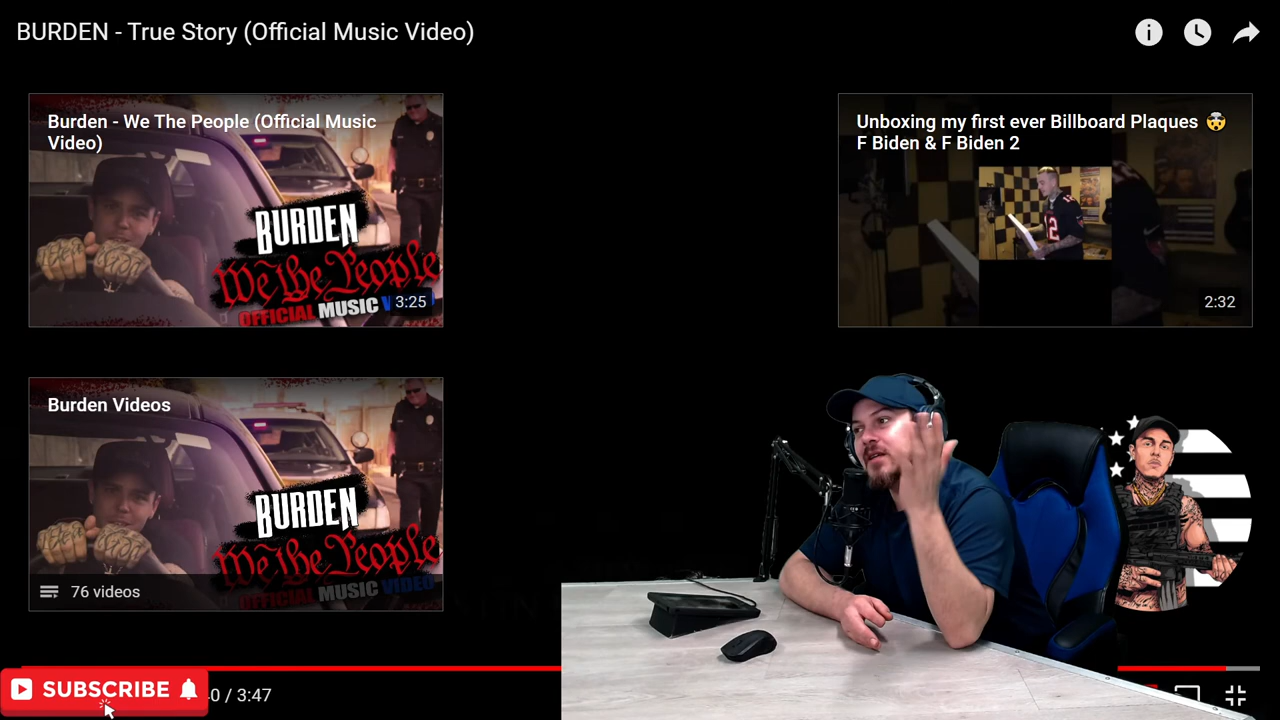 BURDEN - True Story (Official Music Video)
Burden - We The People (Official Music
Video)
BURDEN
We the People
OFFICIAL MUSIC V
3:25
Unboxing my first ever Billboard Plaques 🤯
F Biden & F Biden 2
12
2:32
Burden Videos
BURDEN
We the People
OFFICIAL MUSIC VIDEO
76 videos
SUBSCRIBE
0 / 3:47